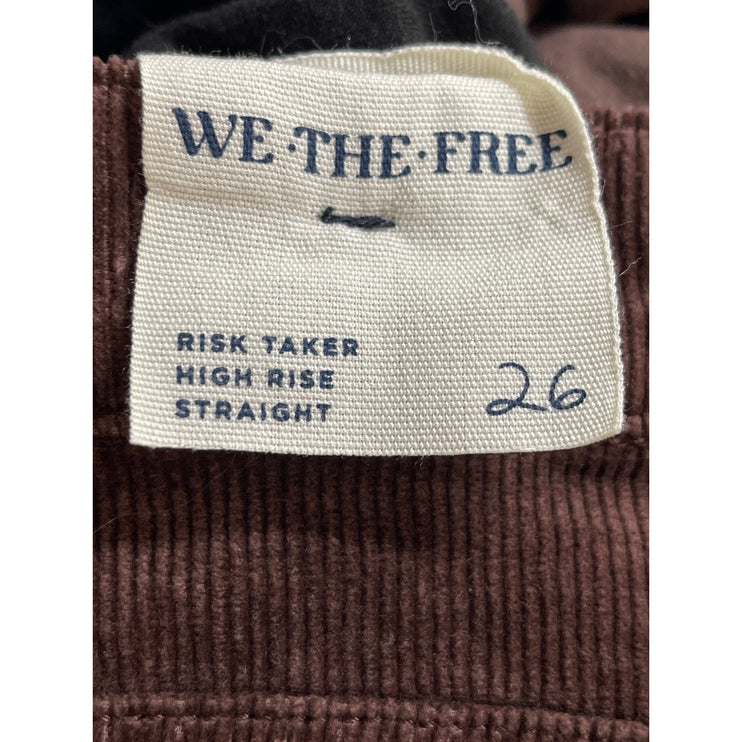 WE·THE·FREE
RISK TAKER
HIGH RISE
STRAIGHT
26